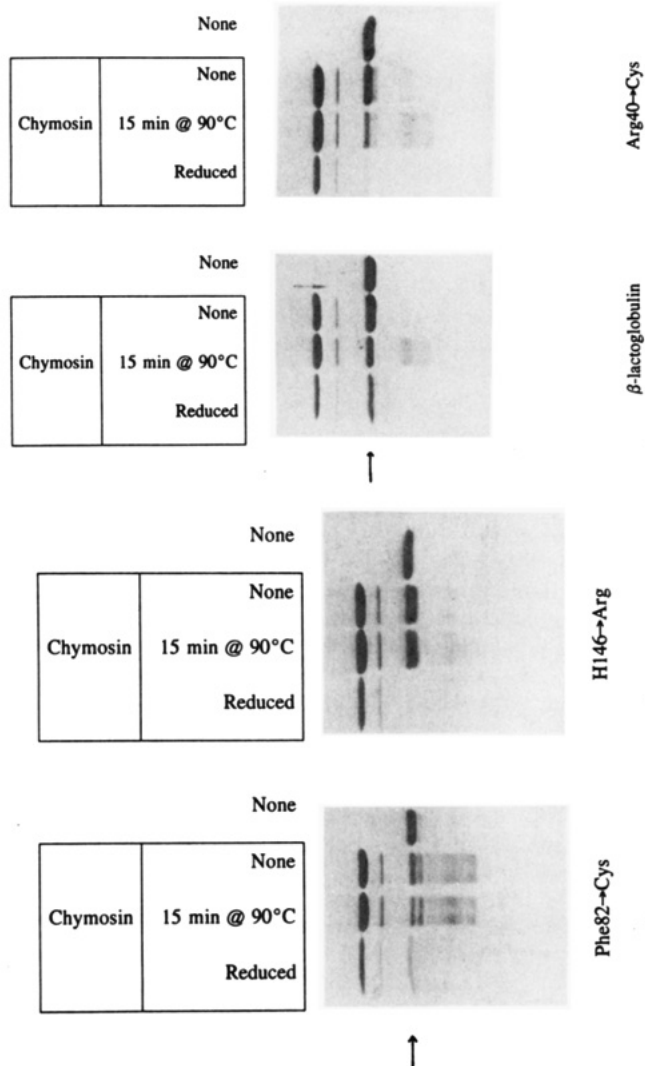 None
None
Chymosin
15 min @ 90°C
Reduced
Arg40→Cys
None
None
Chymosin
15 min @ 90°C
Reduced
β-lactoglobulin
None
None
Chymosin
15 min @ 90°C
Reduced
H146→Arg
None
None
Chymosin
15 min @ 90°C
Reduced
Phe82→Cys